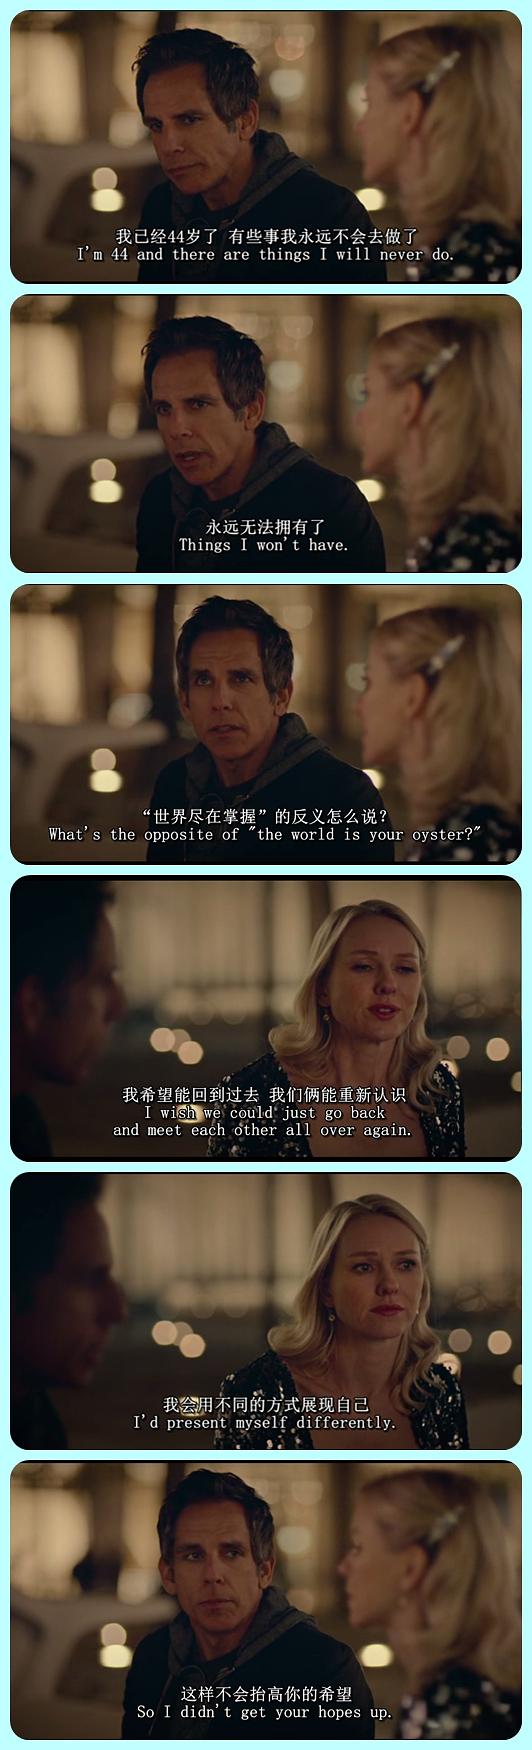 我已经44岁了 有些事我永远不会去做了
I'm 44 and there are things I will never do.
永远无法拥有了
Things I won't have.
“世界尽在掌握”的反义怎么说？
What's the opposite of "the world is your oyster?"
我希望能回到过去 我们俩能重新认识
I wish we could just go back
and meet each other all over again.
我会用不同的方式展现自己
I'd present myself differently.
这样不会抬高你的希望
So I didn't get your hopes up.